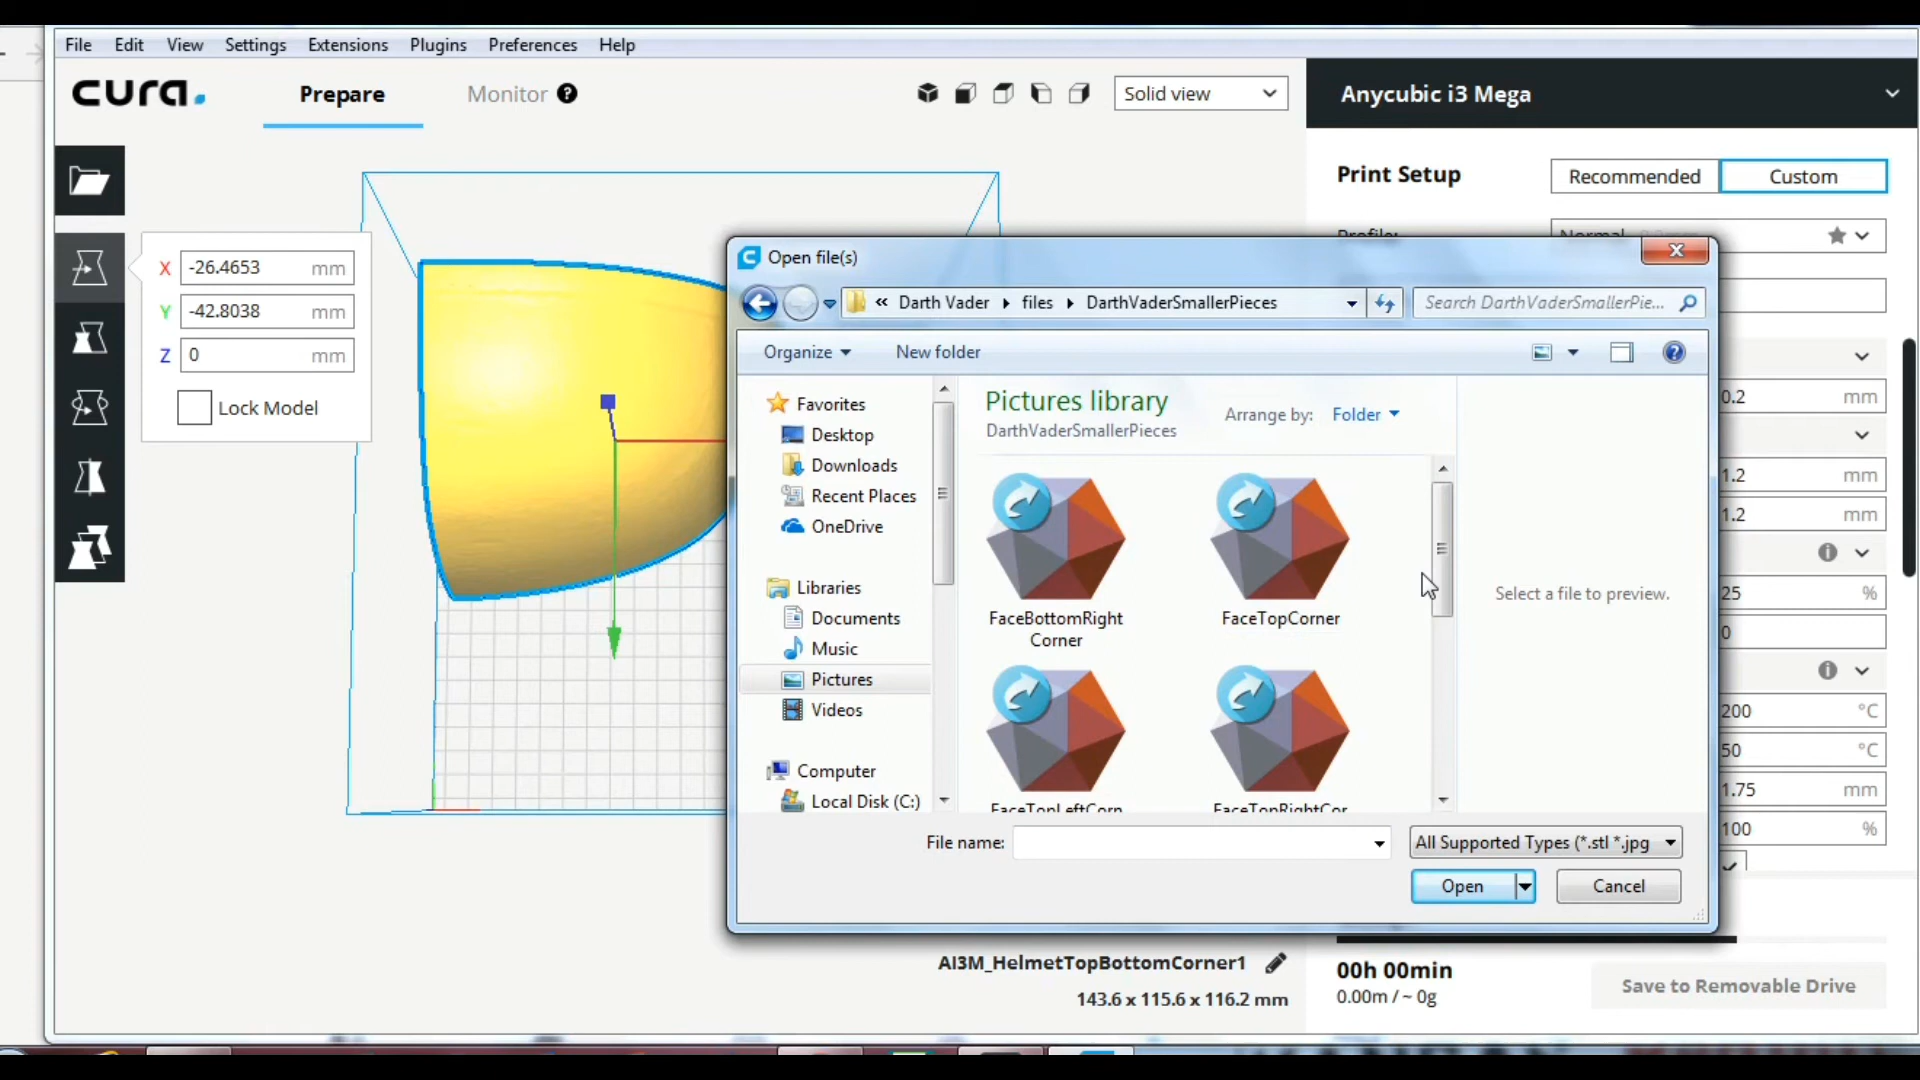 File Edit View Settings Extensions Plugins Preferences Help
cura.
Prepare
Monitor ?
Solid view
Anycubic i3 Mega
Print Setup
Recommended
Custom
X -26.4653 mm
Y -42.8038 mm
Z 0 mm
Lock Model
Open file(s)
« Darth Vader files DarthVaderSmallerPieces
Search DarthVaderSmallerPie...
Organize
New folder
Favorites
Desktop
Downloads
Recent Places
OneDrive
Libraries
Documents
Music
Pictures
Videos
Computer
Local Disk (C:)
Pictures library
DarthVaderSmallerPieces
Arrange by: Folder
FaceBottomRight
Corner
FaceTopCorner
FaceTopLeftCorn
FaceTopRightCor
Select a file to preview.
File name:
All Supported Types (*.stl *.jpg
Open
Cancel
0.2 mm
1.2 mm
1.2 mm
25 %
0
200 °C
50 °C
1.75 mm
100 %
AI3M_HelmetTopBottomCorner1
143.6 x 115.6 x 116.2 mm
00h 00min
0.00m / ~ 0g
Save to Removable Drive